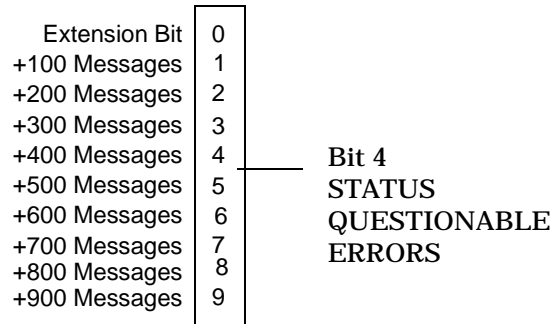 Extension Bit 0
+100 Messages 1
+200 Messages 2
+300 Messages 3
+400 Messages 4
+500 Messages 5
+600 Messages 6
+700 Messages 7
+800 Messages 8
+900 Messages 9
Bit 4
STATUS
QUESTIONABLE
ERRORS